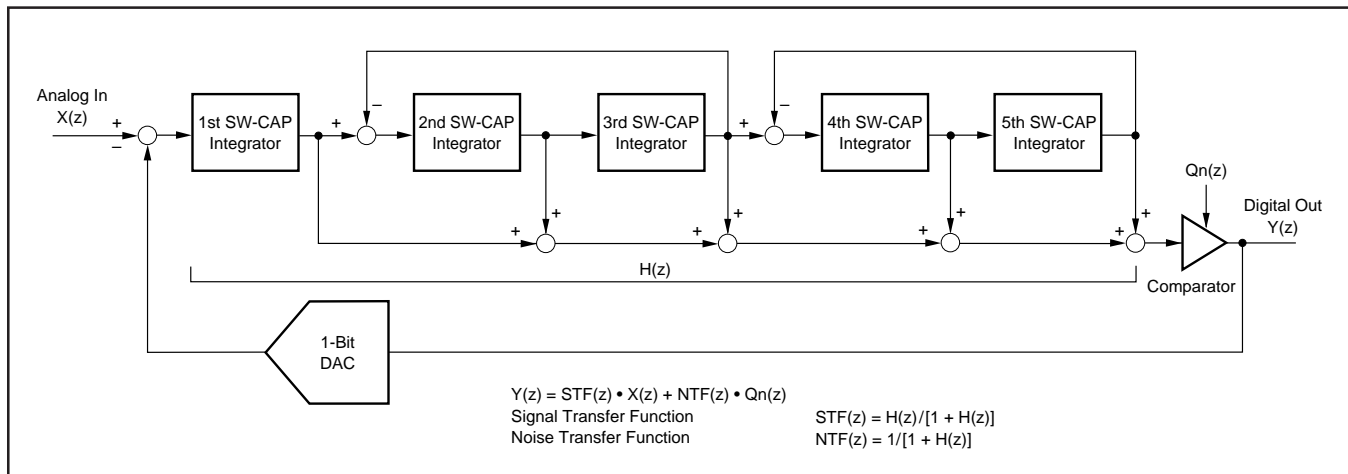 Analog In
X(z)
+
−
1st SW-CAP
Integrator
+
−
2nd SW-CAP
Integrator
3rd SW-CAP
Integrator
+
−
4th SW-CAP
Integrator
5th SW-CAP
Integrator
+
+
+
+
+
+
+
+
Qn(z)
Digital Out
Y(z)
H(z)
Comparator
1-Bit
DAC
Y(z) = STF(z) • X(z) + NTF(z) • Qn(z)
Signal Transfer Function STF(z) = H(z)/[1 + H(z)]
Noise Transfer Function NTF(z) = 1/[1 + H(z)]